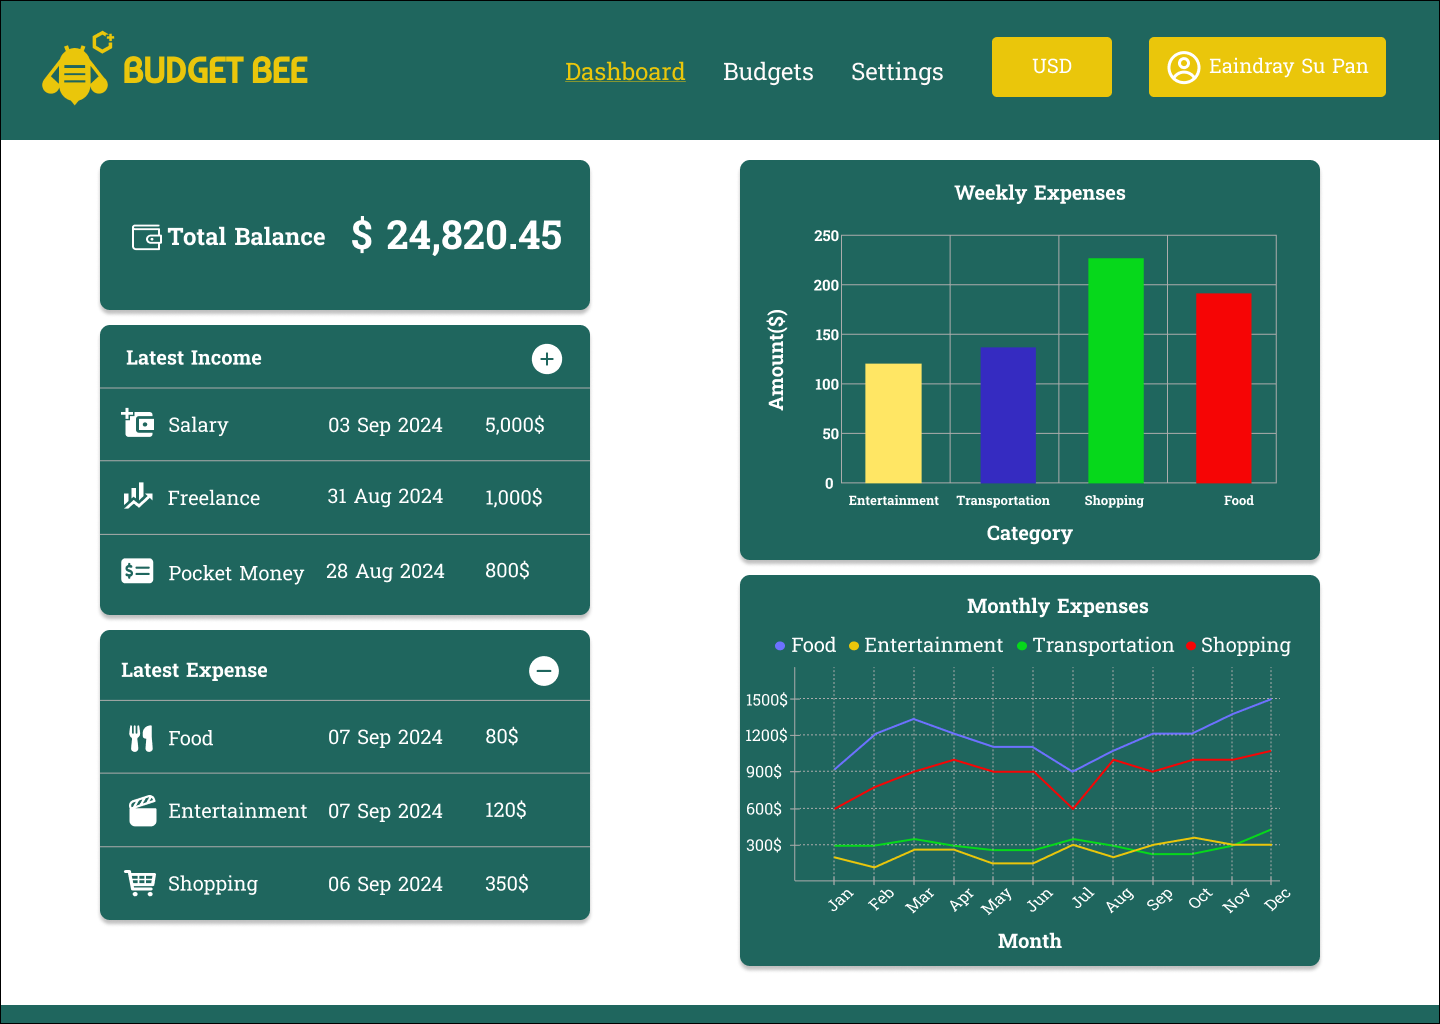 BUDGET BEE
Dashboard Budgets Settings USD Eaindray Su Pan
Total Balance $ 24,820.45
Latest Income
Salary 03 Sep 2024 5,000$
Freelance 31 Aug 2024 1,000$
Pocket Money 28 Aug 2024 800$
Latest Expense
Food 07 Sep 2024 80$
Entertainment 07 Sep 2024 120$
Shopping 06 Sep 2024 350$
Weekly Expenses
Amount($)
250
200
150
100
50
0
Entertainment Transportation Shopping Food
Category
Monthly Expenses
Food Entertainment Transportation Shopping
1500$
1200$
900$
600$
300$
Jan Feb Mar Apr May Jun Jul Aug Sep Oct Nov Dec
Month